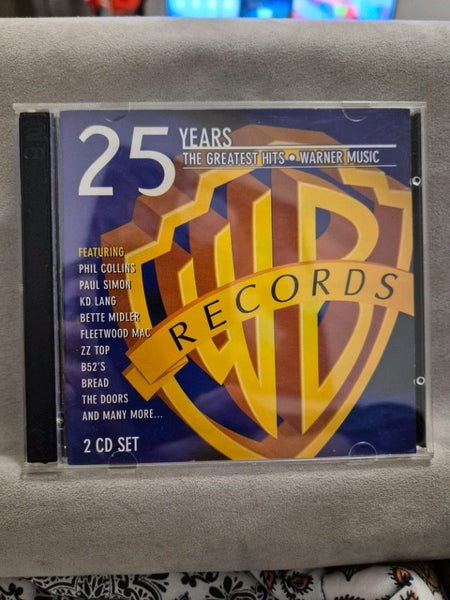 25 YEARS
THE GREATEST HITS • WARNER MUSIC
WB
RECORDS
FEATURING
PHIL COLLINS
PAUL SIMON
KD LANG
BETTE MIDLER
FLEETWOOD MAC
ZZ TOP
B52'S
BREAD
THE DOORS
AND MANY MORE...
2 CD SET